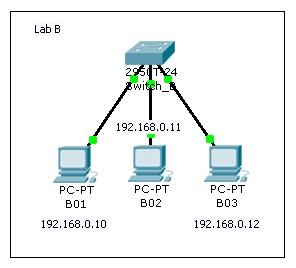 Lab B
2950T-24
Switch_B
192.168.0.11
PC-PT
B01
PC-PT
B02
PC-PT
B03
192.168.0.10
192.168.0.12